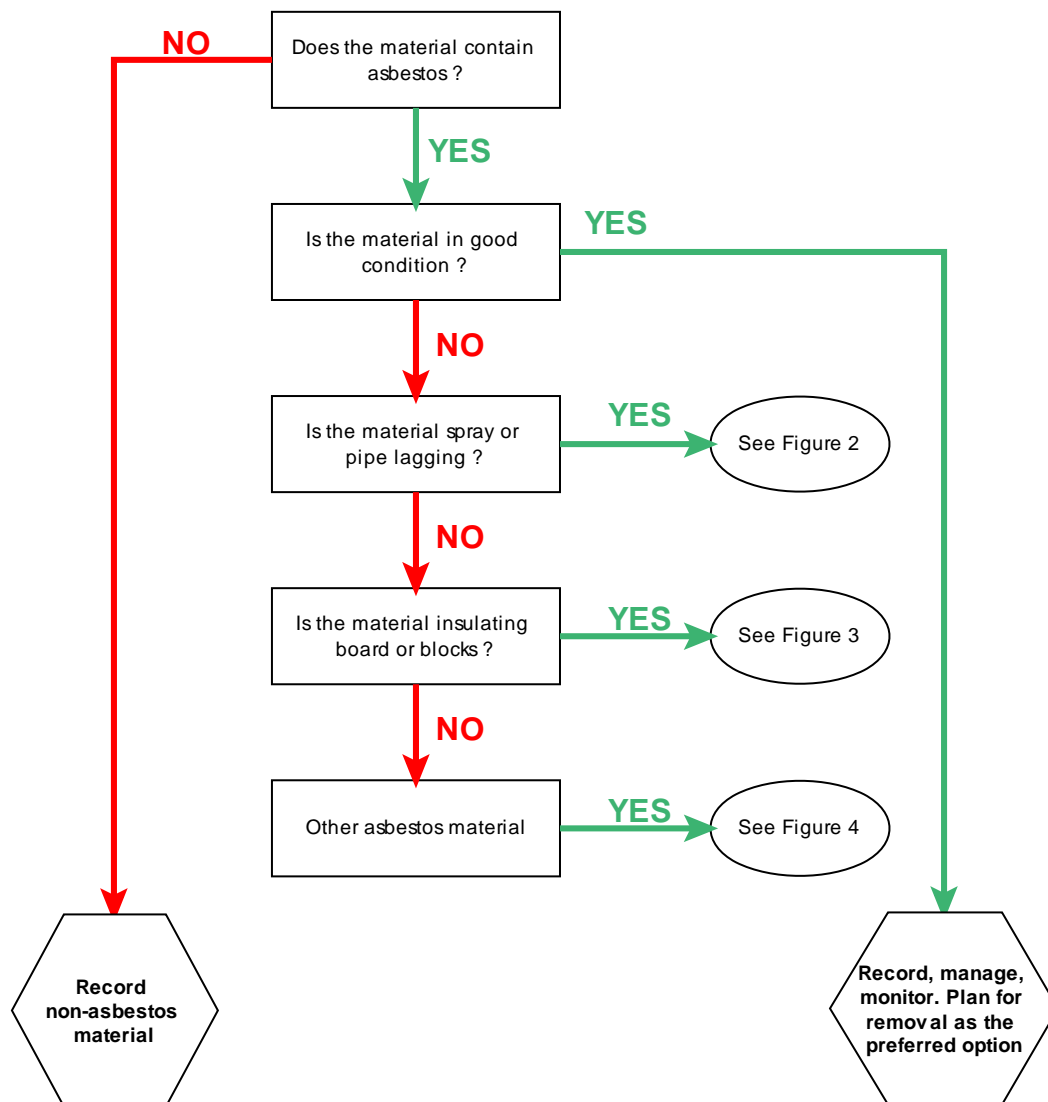 NO
Does the material contain
asbestos ?
YES
Is the material in good
condition ?
YES
NO
Is the material spray or
pipe lagging ?
YES
See Figure 2
NO
Is the material insulating
board or blocks ?
YES
See Figure 3
NO
Other asbestos material
YES
See Figure 4
Record
non-asbestos
material
Record, manage,
monitor. Plan for
removal as the
preferred option